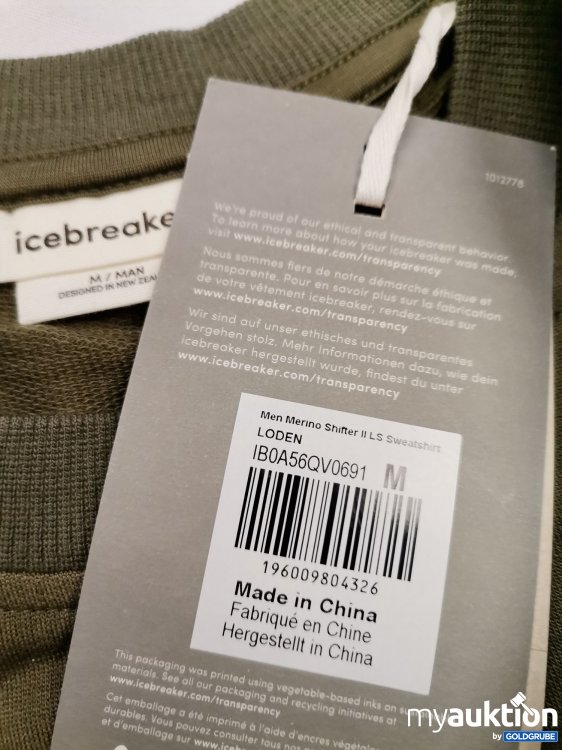 icebreake
M / MAN
DESIGNED IN NEW ZEA
1012778
We're proud of our ethical and transparent behavior.
To learn more about how your icebreaker was made,
visit www.icebreaker.com/transparency
Nous sommes fiers de notre démarche éthique et
transparente. Pour en savoir plus sur la fabrication
de votre vêtement icebreaker, rendez-vous sur
www.icebreaker.com/transparency
Wir sind auf unser ethisches und transparentes
Vorgehen stolz. Mehr Informationen dazu, wie dein
icebreaker hergestellt wurde, findest du unter
www.icebreaker.com/transparency
Men Merino Shifter II LS Sweatshirt
LODEN
IB0A56QV0691 M
196009804326
Made in China
Fabriqué en Chine
Hergestellt in China
This packaging was printed using vegetable-based inks on
materials. See all our packaging and recycling initiatives at
www.icebreaker.com/transparency
Cet emballage a été imprimé à l'aide d'encres végétales
durables. Vous pouvez consulter tous nos
et d'emballage sur www.icebreaker.com
myauktion
by GOLDGRUBE